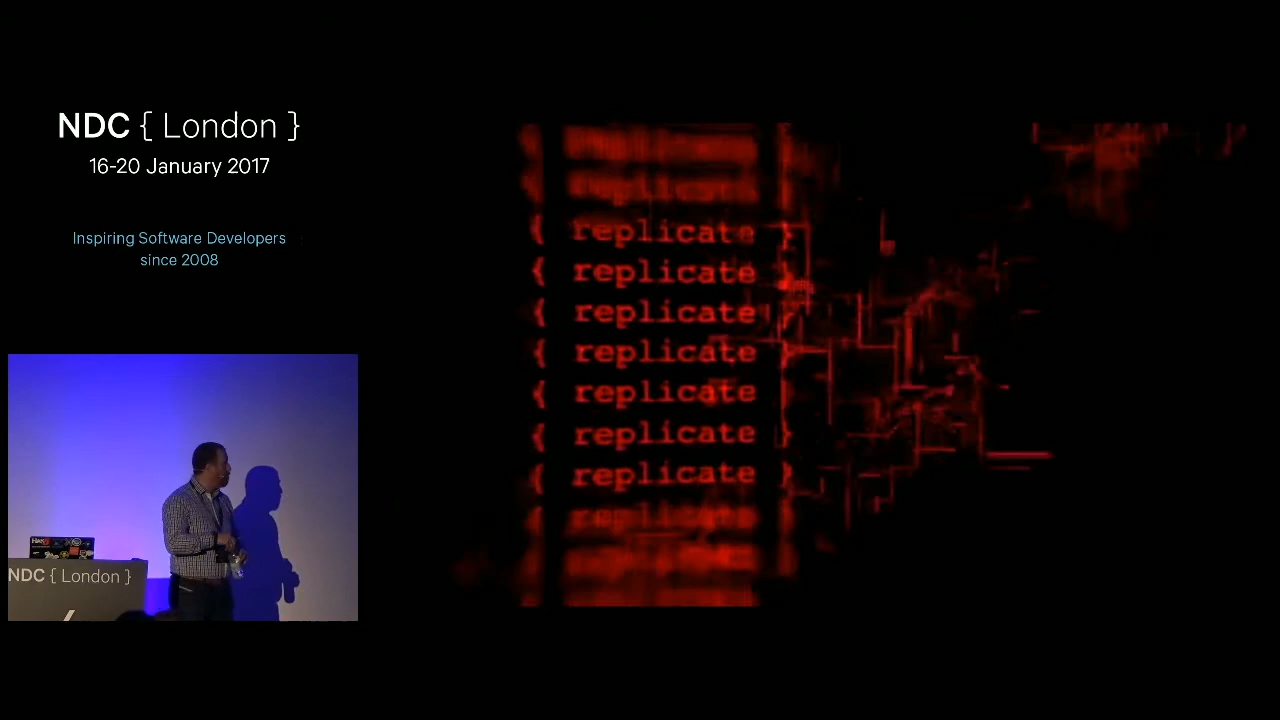 NDC { London }
16-20 January 2017
Inspiring Software Developers
since 2008
{ replicate }
{ replicate }
{ replicate }
{ replicate }
{ replicate }
{ replicate }
{ replicate }
NDC { London }